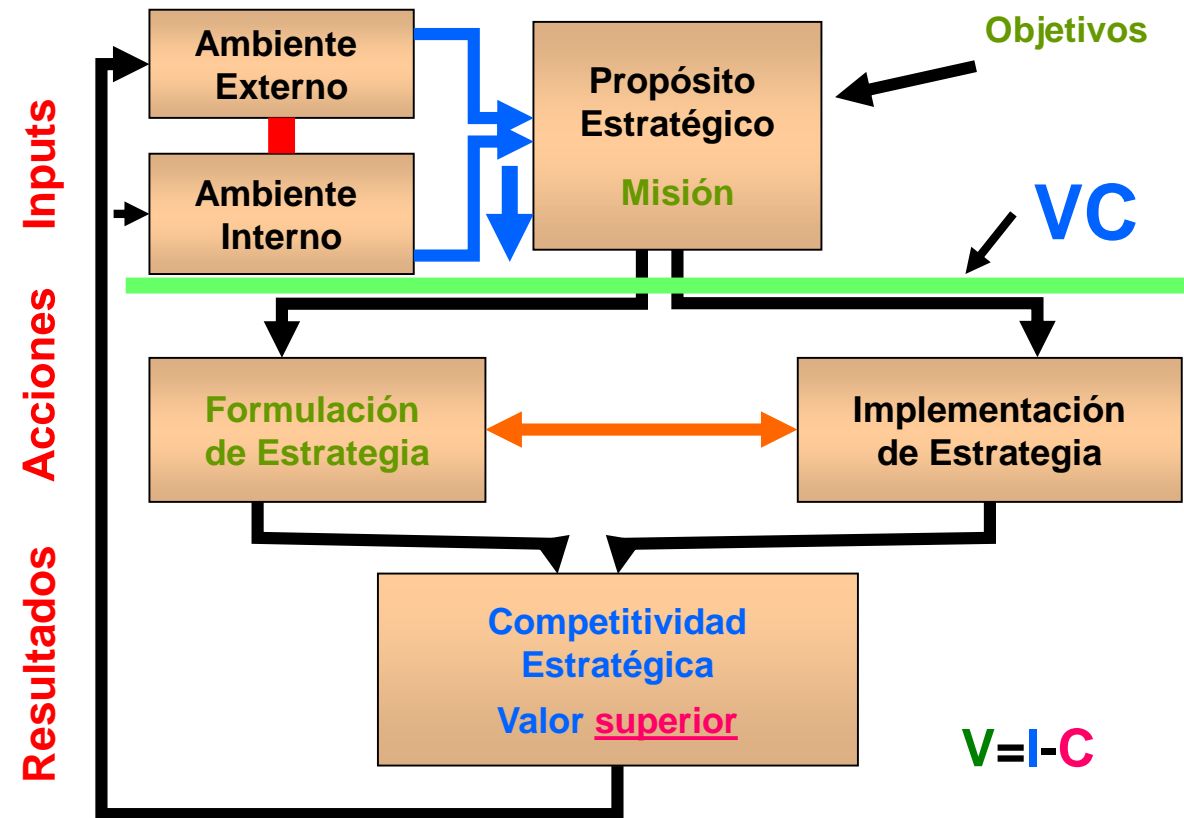 Objetivos
Inputs
Ambiente
Externo
Propósito
Estratégico
Misión
Ambiente
Interno
VC
Acciones
Formulación
de Estrategia
Implementación
de Estrategia
Resultados
Competitividad
Estratégica
Valor superior
V=I-C